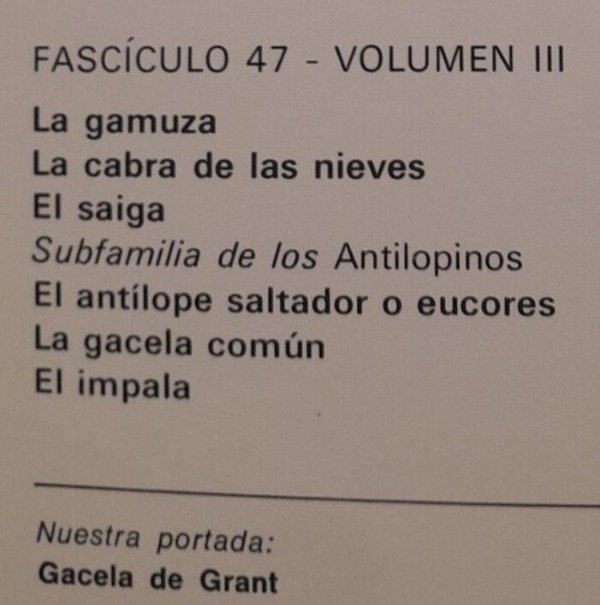 FASCÍCULO 47 - VOLUMEN III
La gamuza
La cabra de las nieves
El saiga
Subfamilia de los Antilopinos
El antílope saltador o eucores
La gacela común
El impala
Nuestra portada:
Gacela de Grant